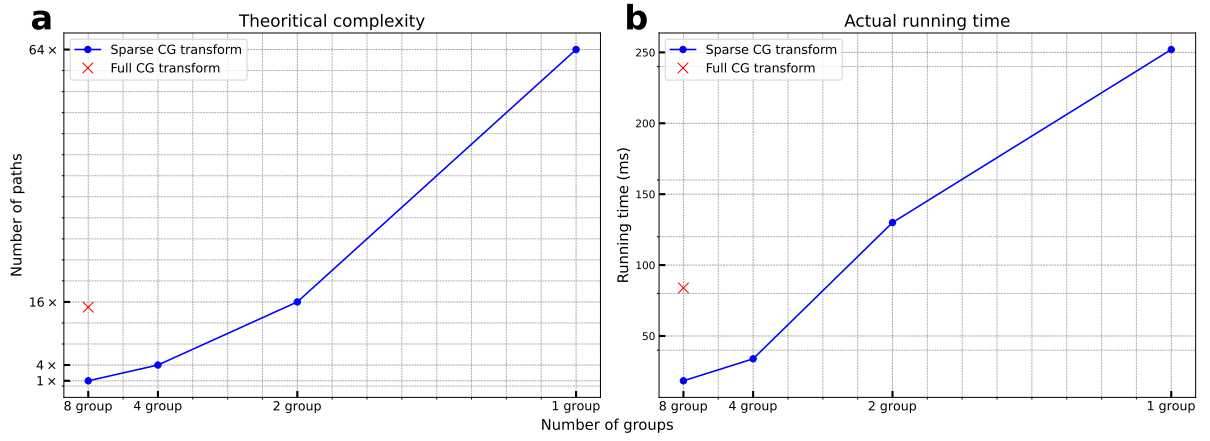 a
Theoritical complexity
Sparse CG transform
Full CG transform
64 ×
16 ×
4 ×
1 ×
Number of paths
8 group
4 group
2 group
1 group
b
Actual running time
Sparse CG transform
Full CG transform
250
200
150
100
50
Running time (ms)
8 group
4 group
2 group
1 group
Number of groups